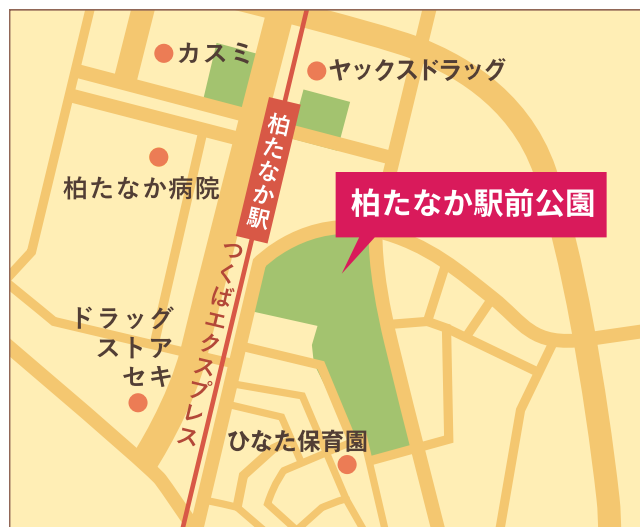 カスミ
ヤックスドラッグ
柏たなか駅
柏たなか病院
柏たなか駅前公園
つくばエクスプレス
ドラッグ
ストア
セキ
ひなた保育園